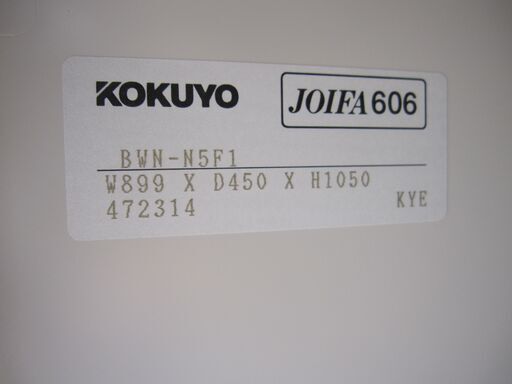 KOKUYO
JOIFA 606
BWN-N5F1
W899 X D450 X H1050
472314
KYE